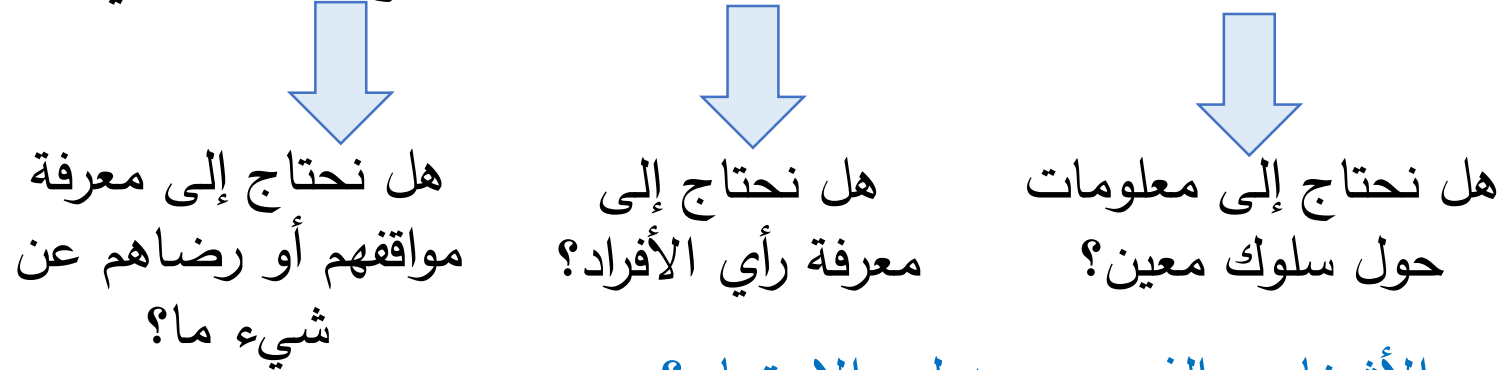 هل نحتاج إلى معلومات
حول سلوك معين؟
هل نحتاج إلى
معرفة رأي الأفراد؟
هل نحتاج إلى معرفة
مواقفهم أو رضاهم عن
شيء ما؟